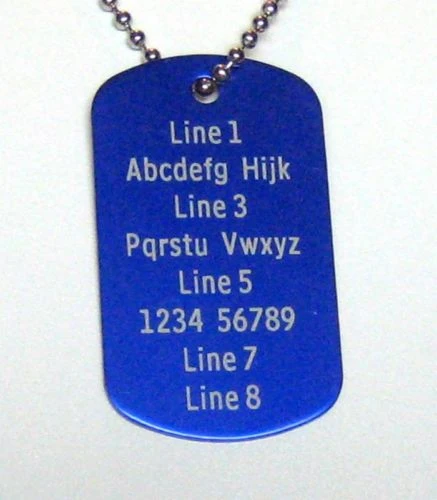 Line 1
Abcdefg Hijk
Line 3
Pqrstu Vwxyz
Line 5
1234 56789
Line 7
Line 8